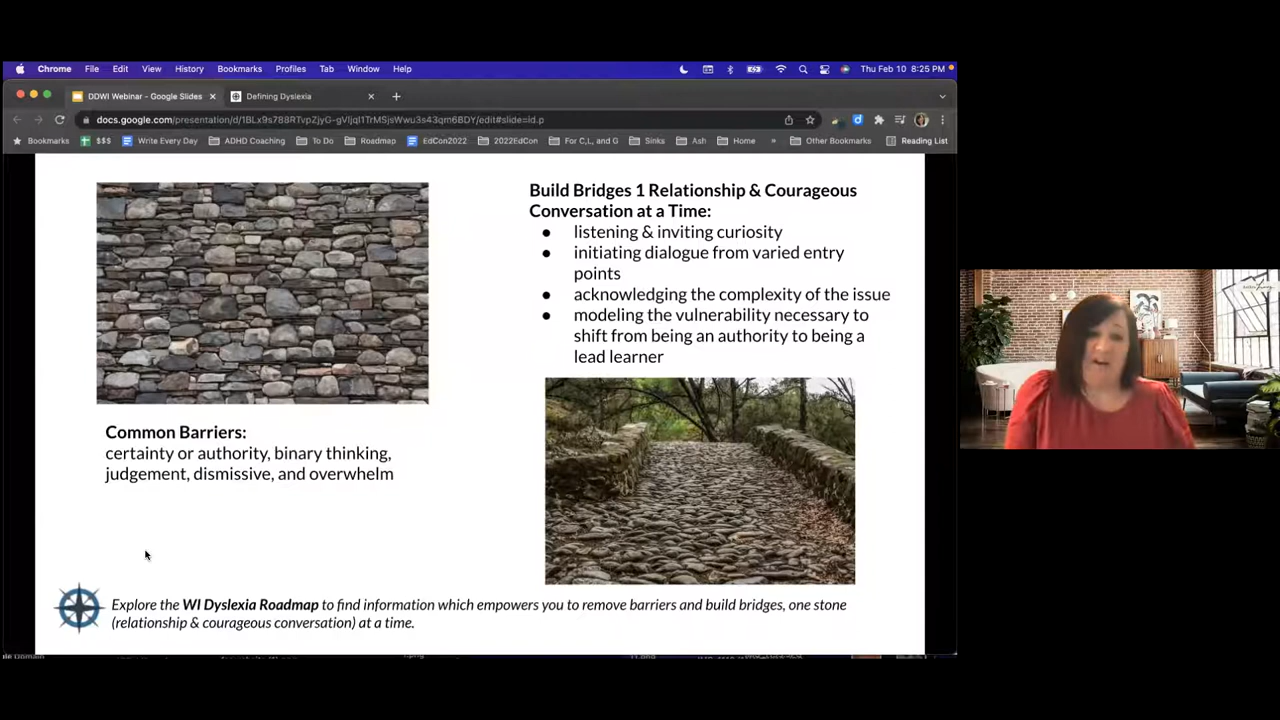 Chrome File Edit View History Bookmarks Profiles Tab Window Help Thu Feb 10 8:25 PM
DDWI Webinar - Google Slides Defining Dyslexia
docs.google.com/presentation/d/1BLx9s788RTvpZjyG-gVljqI1TrMSjsWwu3s43qm6BDY/edit#slide=id.p
Bookmarks $$$ Write Every Day ADHD Coaching To Do Roadmap EdCon2022 2022EdCon For C,L, and G Sinks Ash Home » Other Bookmarks Reading List
Build Bridges 1 Relationship & Courageous
Conversation at a Time:
● listening & inviting curiosity
● initiating dialogue from varied entry
points
● acknowledging the complexity of the issue
● modeling the vulnerability necessary to
shift from being an authority to being a
lead learner
Common Barriers:
certainty or authority, binary thinking,
judgement, dismissive, and overwhelm
Explore the WI Dyslexia Roadmap to find information which empowers you to remove barriers and build bridges, one stone
(relationship & courageous conversation) at a time.